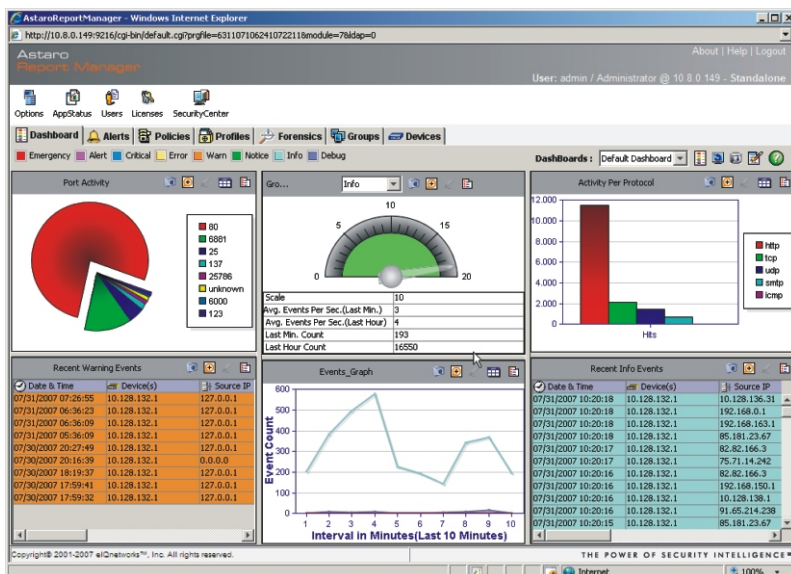 AstaroReportManager - Windows Internet Explorer
http://10.8.0.149:9216/cgi-bin/default.cgi?prgfile=6311071062410722118module=7&ldap=0
Astaro
Report Manager
About | Help | Logout
User: admin / Administrator @ 10.8.0.149 - Standalone
Options AppStatus Users Licenses SecurityCenter
Dashboard Alerts Policies Profiles Forensics Groups Devices
Emergency Alert Critical Error Warn Notice Info Debug
DashBoards : Default Dashboard
Port Activity
80
6881
25
137
25786
unknown
6000
123
Gro... Info
0 5 10 15 20
Scale 10
Avg. Events Per Sec.(Last Min.) 3
Avg. Events Per Sec.(Last Hour) 4
Last Min. Count 193
Last Hour Count 16550
Activity Per Protocol
12.000
10.000
8.000
6.000
4.000
2.000
0
Hits
http
tcp
udp
smtp
icmp
Recent Warning Events
Date & Time Device(s) Source IP
07/31/2007 07:26:55 10.128.132.1 127.0.0.1
07/31/2007 06:36:23 10.128.132.1 127.0.0.1
07/31/2007 06:36:09 10.128.132.1 127.0.0.1
07/31/2007 05:36:09 10.128.132.1 127.0.0.1
07/30/2007 20:27:49 10.128.132.1 127.0.0.1
07/30/2007 20:16:39 10.128.132.1 0.0.0.0
07/30/2007 18:19:37 10.128.132.1 127.0.0.1
07/30/2007 17:59:41 10.128.132.1 127.0.0.1
07/30/2007 17:59:32 10.128.132.1 127.0.0.1
Events_Graph
Event Count
600
500
400
300
200
100
0
1 2 3 4 5 6 7 8 9 10
Interval in Minutes(Last 10 Minutes)
Recent Info Events
Date & Time Device(s) Source IP
07/31/2007 10:20:18 10.128.132.1 10.128.136.31
07/31/2007 10:20:18 10.128.132.1 192.168.0.1
07/31/2007 10:20:18 10.128.132.1 192.168.163.1
07/31/2007 10:20:18 10.128.132.1 85.181.23.67
07/31/2007 10:20:17 10.128.132.1 82.82.166.3
07/31/2007 10:20:17 10.128.132.1 75.71.14.242
07/31/2007 10:20:16 10.128.132.1 82.82.166.3
07/31/2007 10:20:16 10.128.132.1 192.168.150.1
07/31/2007 10:20:16 10.128.132.1 10.128.138.1
07/31/2007 10:20:16 10.128.132.1 91.65.214.238
07/31/2007 10:20:15 10.128.132.1 85.181.23.67
Copyright® 2001-2007 eIQnetworks™, Inc. All rights reserved.
THE POWER OF SECURITY INTELLIGENCE℠
Internet 100%